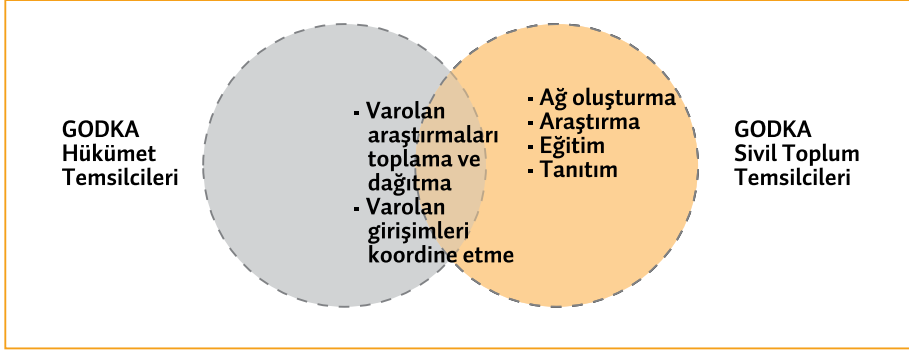 GODKA
Hükümet
Temsilcileri
- Varolan
araştırmaları
toplama ve
dağıtma
- Varolan
girişimleri
koordine etme
- Ağ oluşturma
- Araştırma
- Eğitim
- Tanıtım
GODKA
Sivil Toplum
Temsilcileri